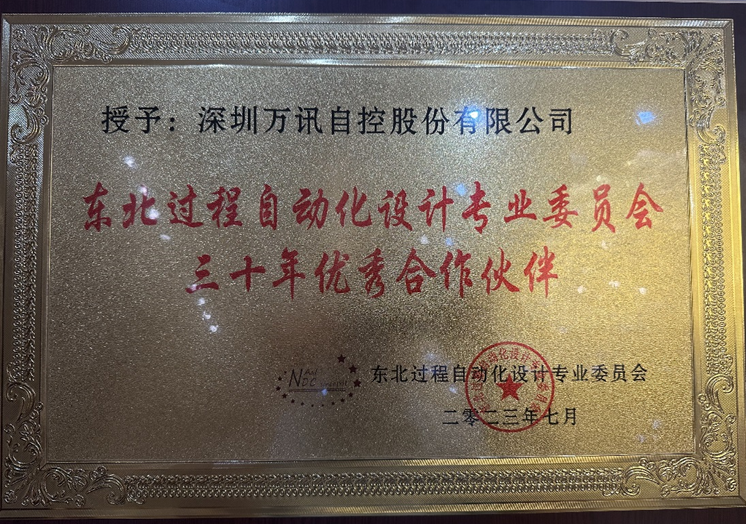 授予：深圳万讯自控股份有限公司
东北过程自动化设计专业委员会
三十年优秀合作伙伴
东北过程自动化设计专业委员会
二零二三年七月